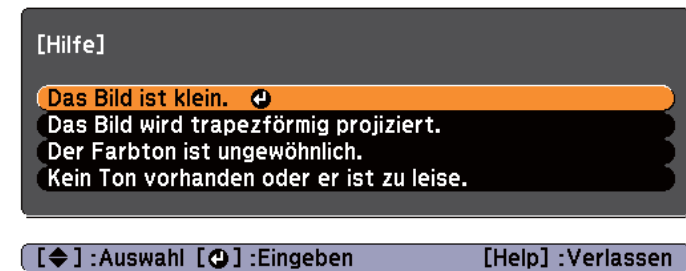 [Hilfe]
Das Bild ist klein.
Das Bild wird trapezförmig projiziert.
Der Farbton ist ungewöhnlich.
Kein Ton vorhanden oder er ist zu leise.
[◆] :Auswahl [⏎] :Eingeben [Help] :Verlassen